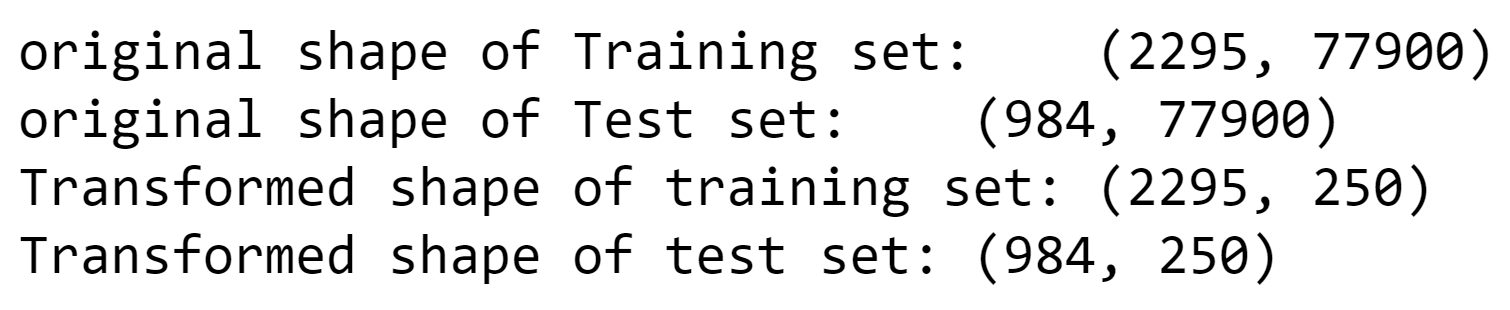 original shape of Training set:    (2295, 77900)
original shape of Test set:    (984, 77900)
Transformed shape of training set: (2295, 250)
Transformed shape of test set: (984, 250)